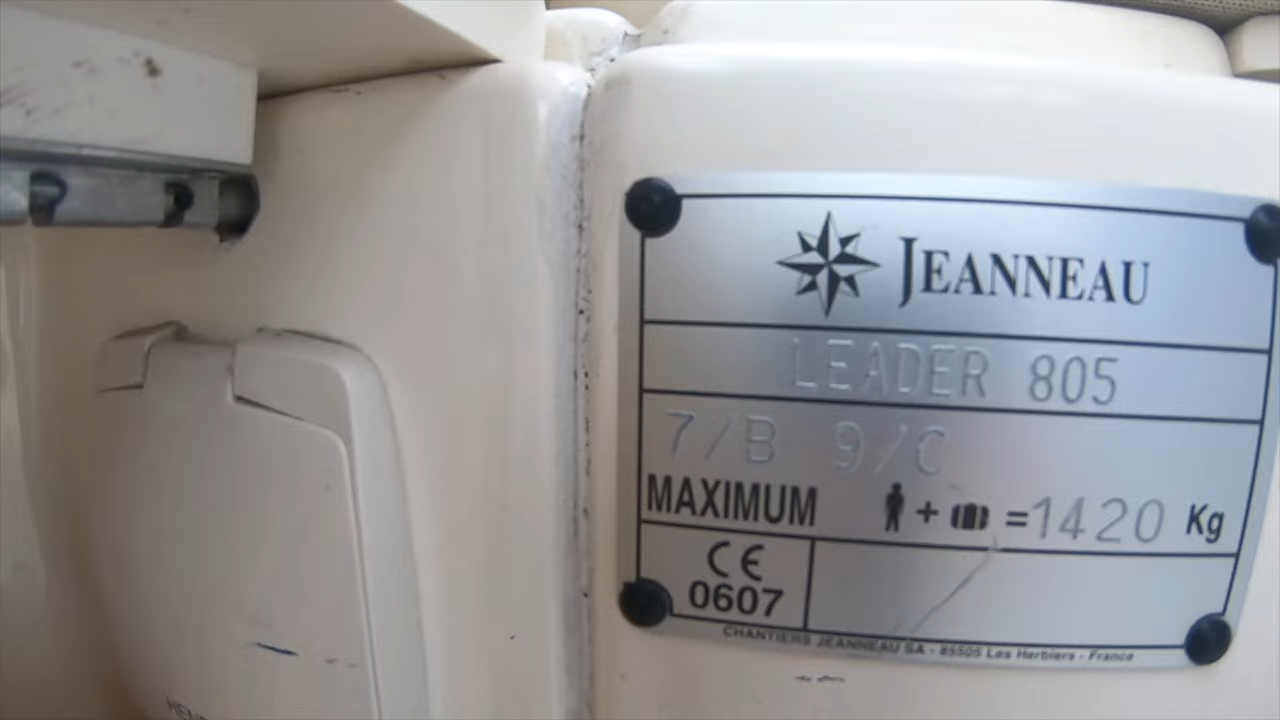 JEANNEAU
LEADER 805
7/B 9/C
MAXIMUM + =1420 Kg
CE
0607
CHANTIERS JEANNEAU SA - 85505 Les Herbiers - France